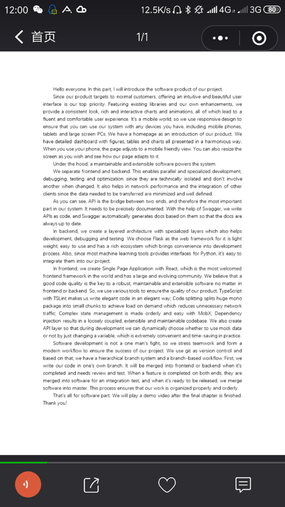 12:00
12.5K/s 4G 3G 80
首页
1/1
Hello everyone. In this part, I will introduce the software product of our project.
Since our product targets to normal customers, offering an intuitive and beautiful user
interface is our top priority. Featuring existing libraries and our own enhancements, we
provide a consistent look, rich and interactive charts and animations, all of which lead to a
fluent and comfortable user experience. It's a mobile world, so we use responsive design to
ensure that you can use our system with any devices you have, including mobile phones,
tablets and large screen PCs. We have a homepage as an introduction of our product. We
have detailed dashboard with figures, tables and charts all presented in a harmonious way.
When you use your phone, the page adjusts to a mobile friendly view. You can also resize the
screen as you wish and see how our page adapts to it.
Under the hood, a maintainable and extensible software powers the system.
We separate frontend and backend. This enables parallel and specialized development,
debugging, testing and optimization since they are technically isolated and don't involve
another when changed. It also helps in network performance and the integration of other
clients since the data needed to be transferred are minimized and well defined.
As you can see, API is the bridge between two ends, and therefore the most important
part in our system. It needs to be precisely documented. With the help of Swagger, we write
APIs as code, and Swagger automatically generates docs based on them so that the docs are
always up to date.
In backend, we create a layered architecture with specialized layers which also helps
development, debugging and testing. We choose Flask as the web framework for it is light
weight, easy to use and has a rich ecosystem which brings convenience into development
process. Also, since most machine learning tools provides interfaces for Python, it's easy to
integrate them into our project.
In frontend, we create Single Page Application with React, which is the most welcomed
frontend framework in the world and has a large and evolving community. We believe that a
good code quality is the key to a robust, maintainable and extensible software no matter in
frontend or backend. So, we use various tools to ensure the quality of our product. TypeScript
with TSLint makes us write elegant code in an elegant way; Code splitting splits huge mono
package into small chunks to achieve load on demand which reduces unnecessary network
traffic; Complex state management is made orderly and easy with MobX; Dependency
injection results in a loosely coupled, extensible and maintainable codebase. We also create
API layer so that during development we can dynamically choose whether to use mock data
or not by just changing a variable, which is extremely convenient and time-saving in practice.
Software development is not a one man's fight, so we stress teamwork and form a
modern workflow to ensure the success of our project. We use git as version control and
based on that, we have a hierarchical branch system and a branch-based workflow. First, we
write our code in one's own branch. It will be merged into frontend or backend when it's
completed and needs review and test. When a feature is completed on both ends, they are
merged into software for an integration test, and when it's ready to be released, we merge
software into master. This process ensures that our work is organized properly and orderly.
That's all for software part. We will play a demo video after the final chapter is finished.
Thank you!